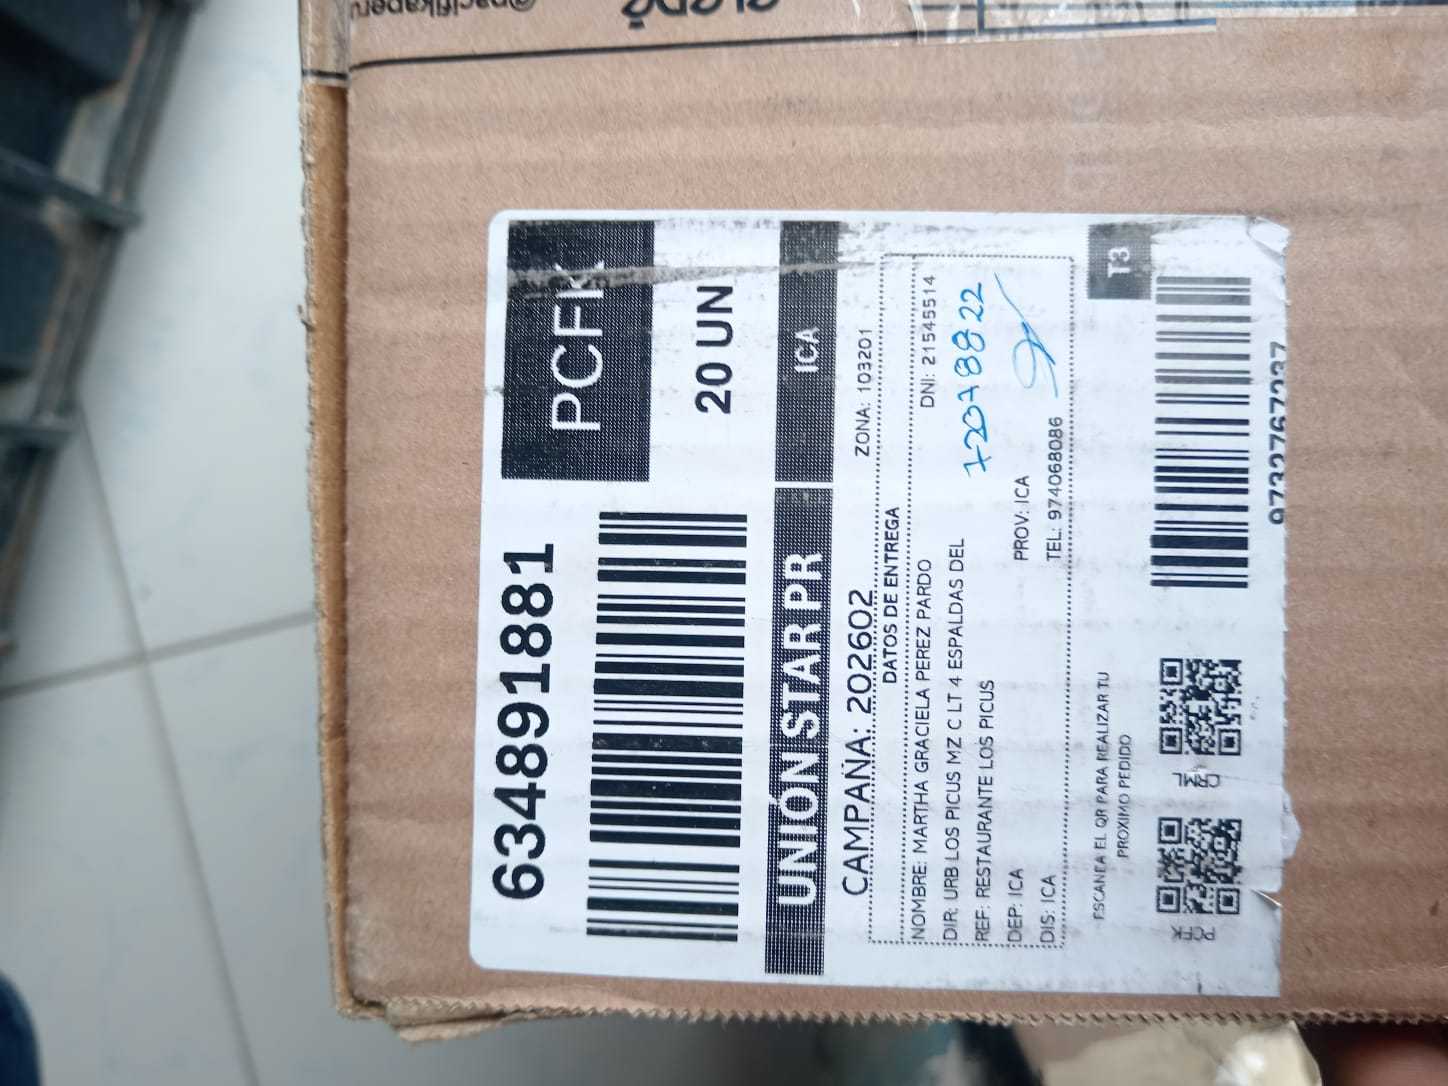 @pacifikaperu
634891881
PCFK
20 UN
UNIÓN STAR PR
ICA
CAMPAÑA: 202602
ZONA: 103201
DATOS DE ENTREGA
NOMBRE: MARTHA GRACIELA PEREZ PARDO
DNI: 21545514
DIR: URB LOS PICUS MZ C LT 4 ESPALDAS DEL
72078822
REF: RESTAURANTE LOS PICUS
DEP: ICA
PROV: ICA
DIS: ICA
TEL: 974068086
ESCANEA EL QR PARA REALIZAR TU
PROXIMO PEDIDO
T3
PCFK
CRML